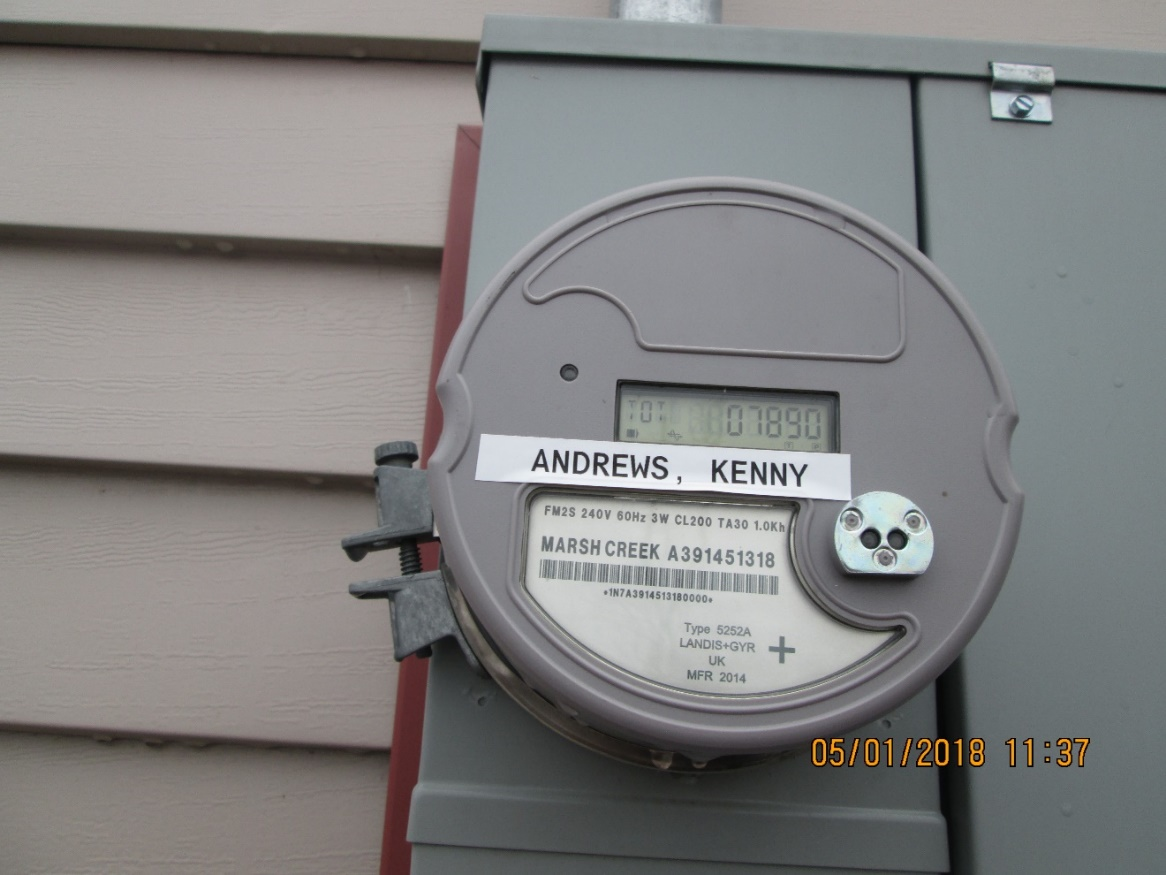 TOT 07890
ANDREWS, KENNY
FM2S 240V 60Hz 3W CL200 TA30 1.0Kh
MARSH CREEK A391451318
*1N7A3914513180000*
Type 5252A
LANDIS+GYR
UK
MFR 2014
+
05/01/2018 11:37